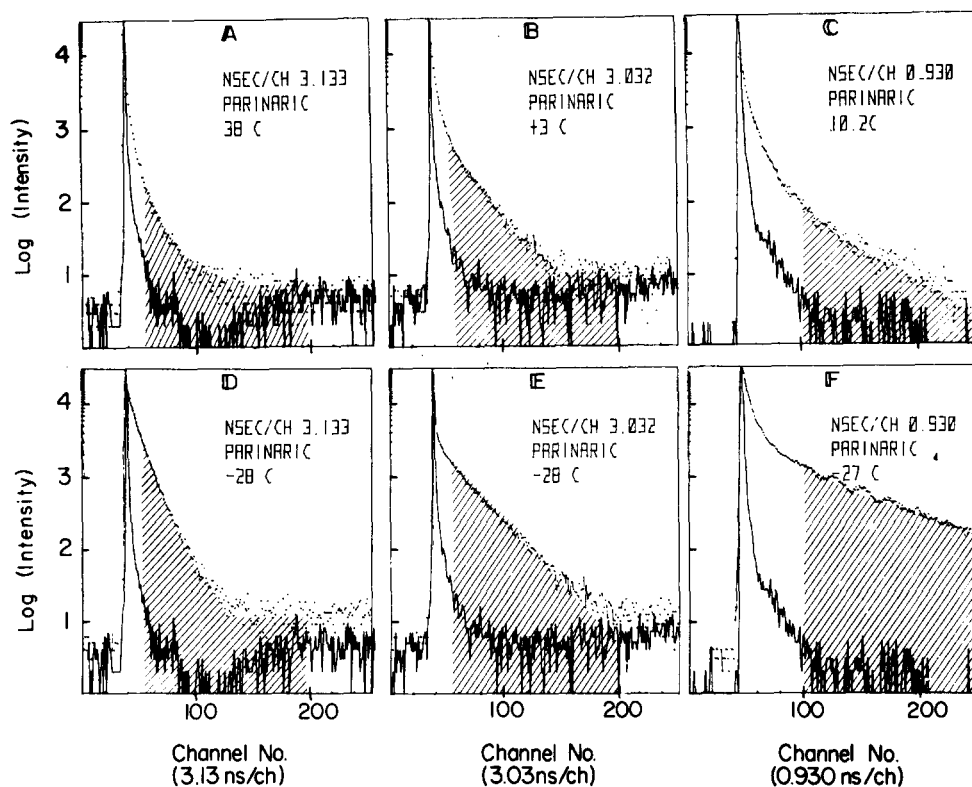 A
NSEC/CH 3.133
PARINARIC
38 C
B
NSEC/CH 3.032
PARINARIC
+3 C
C
NSEC/CH 0.930
PARINARIC
10.2C
4
3
2
1
Log (Intensity)
D
NSEC/CH 3.133
PARINARIC
-28 C
E
NSEC/CH 3.032
PARINARIC
-28 C
F
NSEC/CH 0.930
PARINARIC
-27 C
4
3
2
1
Log (Intensity)
100 200
100 200
100 200
Channel No.
(3.13 ns/ch)
Channel No.
(3.03ns/ch)
Channel No.
(0.930 ns/ch)